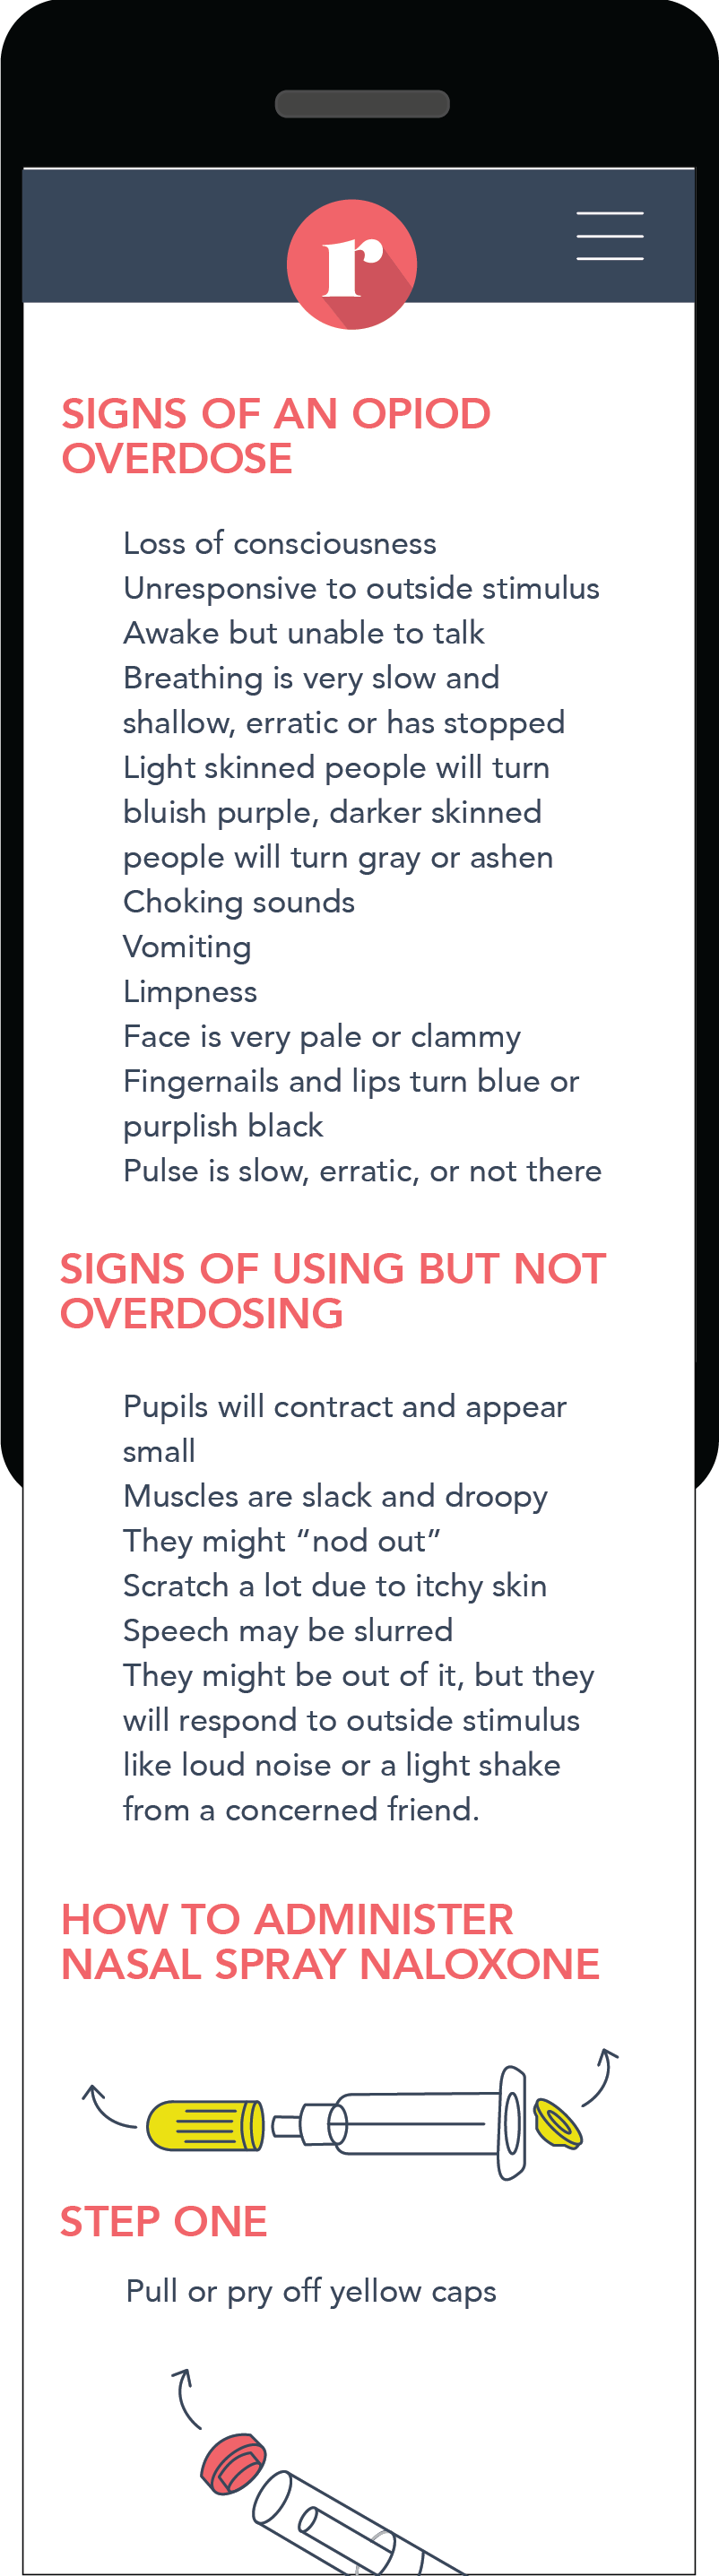 r
SIGNS OF AN OPIOD
OVERDOSE
Loss of consciousness
Unresponsive to outside stimulus
Awake but unable to talk
Breathing is very slow and
shallow, erratic or has stopped
Light skinned people will turn
bluish purple, darker skinned
people will turn gray or ashen
Choking sounds
Vomiting
Limpness
Face is very pale or clammy
Fingernails and lips turn blue or
purplish black
Pulse is slow, erratic, or not there
SIGNS OF USING BUT NOT
OVERDOSING
Pupils will contract and appear
small
Muscles are slack and droopy
They might “nod out”
Scratch a lot due to itchy skin
Speech may be slurred
They might be out of it, but they
will respond to outside stimulus
like loud noise or a light shake
from a concerned friend.
HOW TO ADMINISTER
NASAL SPRAY NALOXONE
STEP ONE
Pull or pry off yellow caps